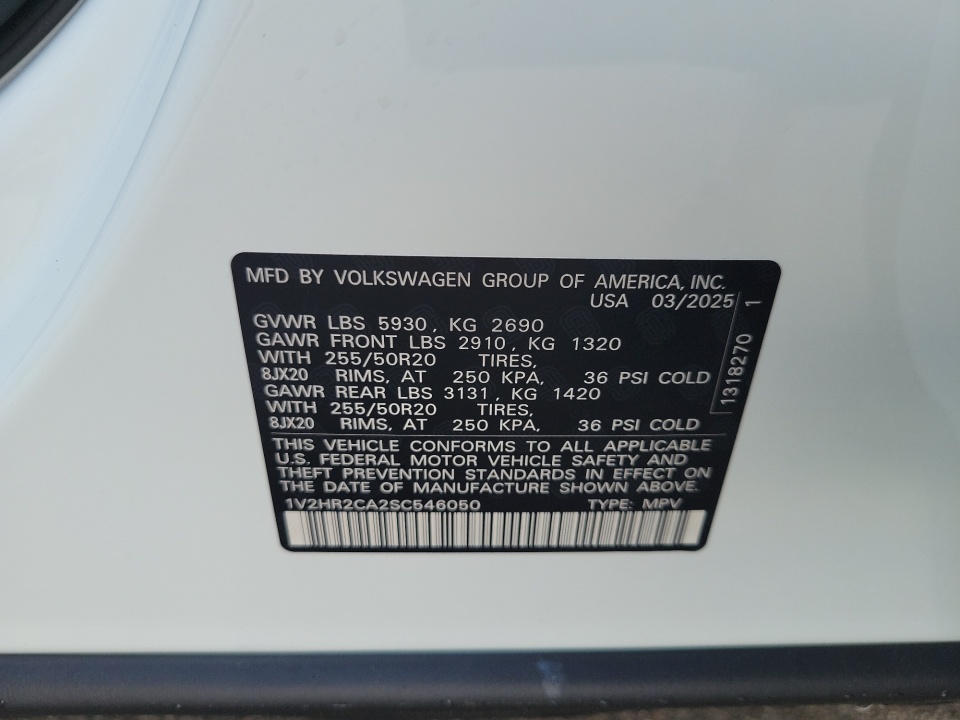 MFD BY VOLKSWAGEN GROUP OF AMERICA, INC.
USA 03/2025
GVWR LBS 5930, KG 2690
GAWR FRONT LBS 2910, KG 1320
WITH 255/50R20 TIRES,
8JX20 RIMS, AT 250 KPA, 36 PSI COLD
GAWR REAR LBS 3131, KG 1420
WITH 255/50R20 TIRES,
8JX20 RIMS, AT 250 KPA, 36 PSI COLD
THIS VEHICLE CONFORMS TO ALL APPLICABLE
U.S. FEDERAL MOTOR VEHICLE SAFETY AND
THEFT PREVENTION STANDARDS IN EFFECT ON
THE DATE OF MANUFACTURE SHOWN ABOVE.
1V2HR2CA2SC546050 TYPE: MPV
1318270 1